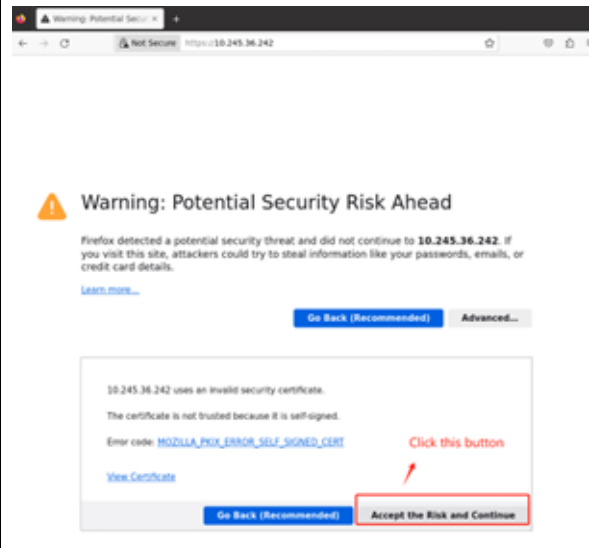 Warning: Potential Secur
Not Secure https://10.245.36.242
Warning: Potential Security Risk Ahead
Firefox detected a potential security threat and did not continue to 10.245.36.242. If
you visit this site, attackers could try to steal information like your passwords, emails, or
credit card details.
Learn more...
Go Back (Recommended) Advanced...
10.245.36.242 uses an invalid security certificate.
The certificate is not trusted because it is self-signed.
Error code: MOZILLA_PKIX_ERROR_SELF_SIGNED_CERT
Click this button
View Certificate
Go Back (Recommended) Accept the Risk and Continue